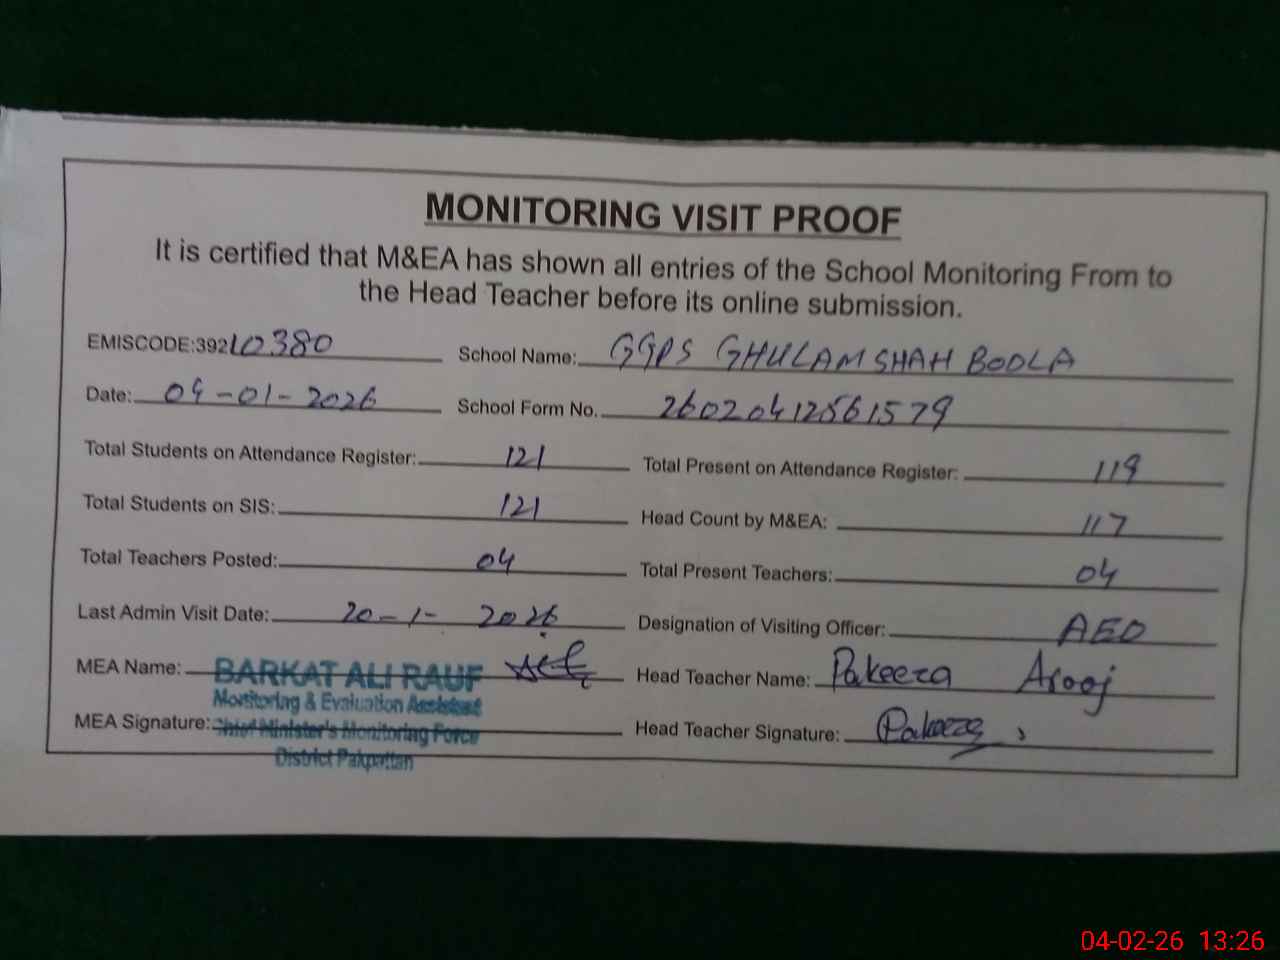 MONITORING VISIT PROOF
It is certified that M&EA has shown all entries of the School Monitoring From to
the Head Teacher before its online submission.
EMISCODE:39210380 School Name: GGPS GHULAM SHAH BOOLA
Date: 04-01-2026 School Form No. 26020412561579
Total Students on Attendance Register: 121 Total Present on Attendance Register: 119
Total Students on SIS: 121 Head Count by M&EA: 117
Total Teachers Posted: 04 Total Present Teachers: 04
Last Admin Visit Date: 20-1-2026 Designation of Visiting Officer: AEO
MEA Name: BARKAT ALI RAUF Head Teacher Name: Pakeeza Arooj
Monitoring & Evaluation Assistant
MEA Signature: Chief Minister's Monitoring Force Head Teacher Signature: Pakeeza
District Pakpattan
04-02-26 13:26